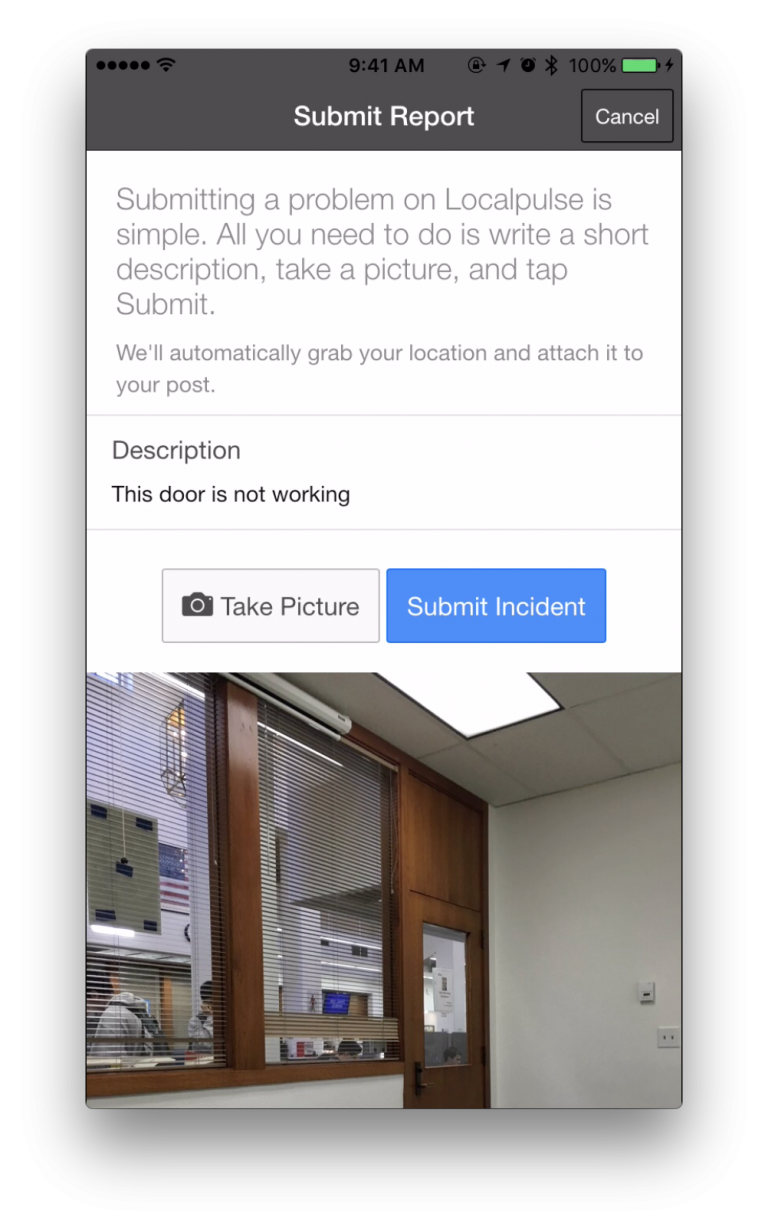 9:41 AM 100%
Submit Report Cancel
Submitting a problem on Localpulse is
simple. All you need to do is write a short
description, take a picture, and tap
Submit.
We'll automatically grab your location and attach it to
your post.
Description
This door is not working
Take Picture Submit Incident